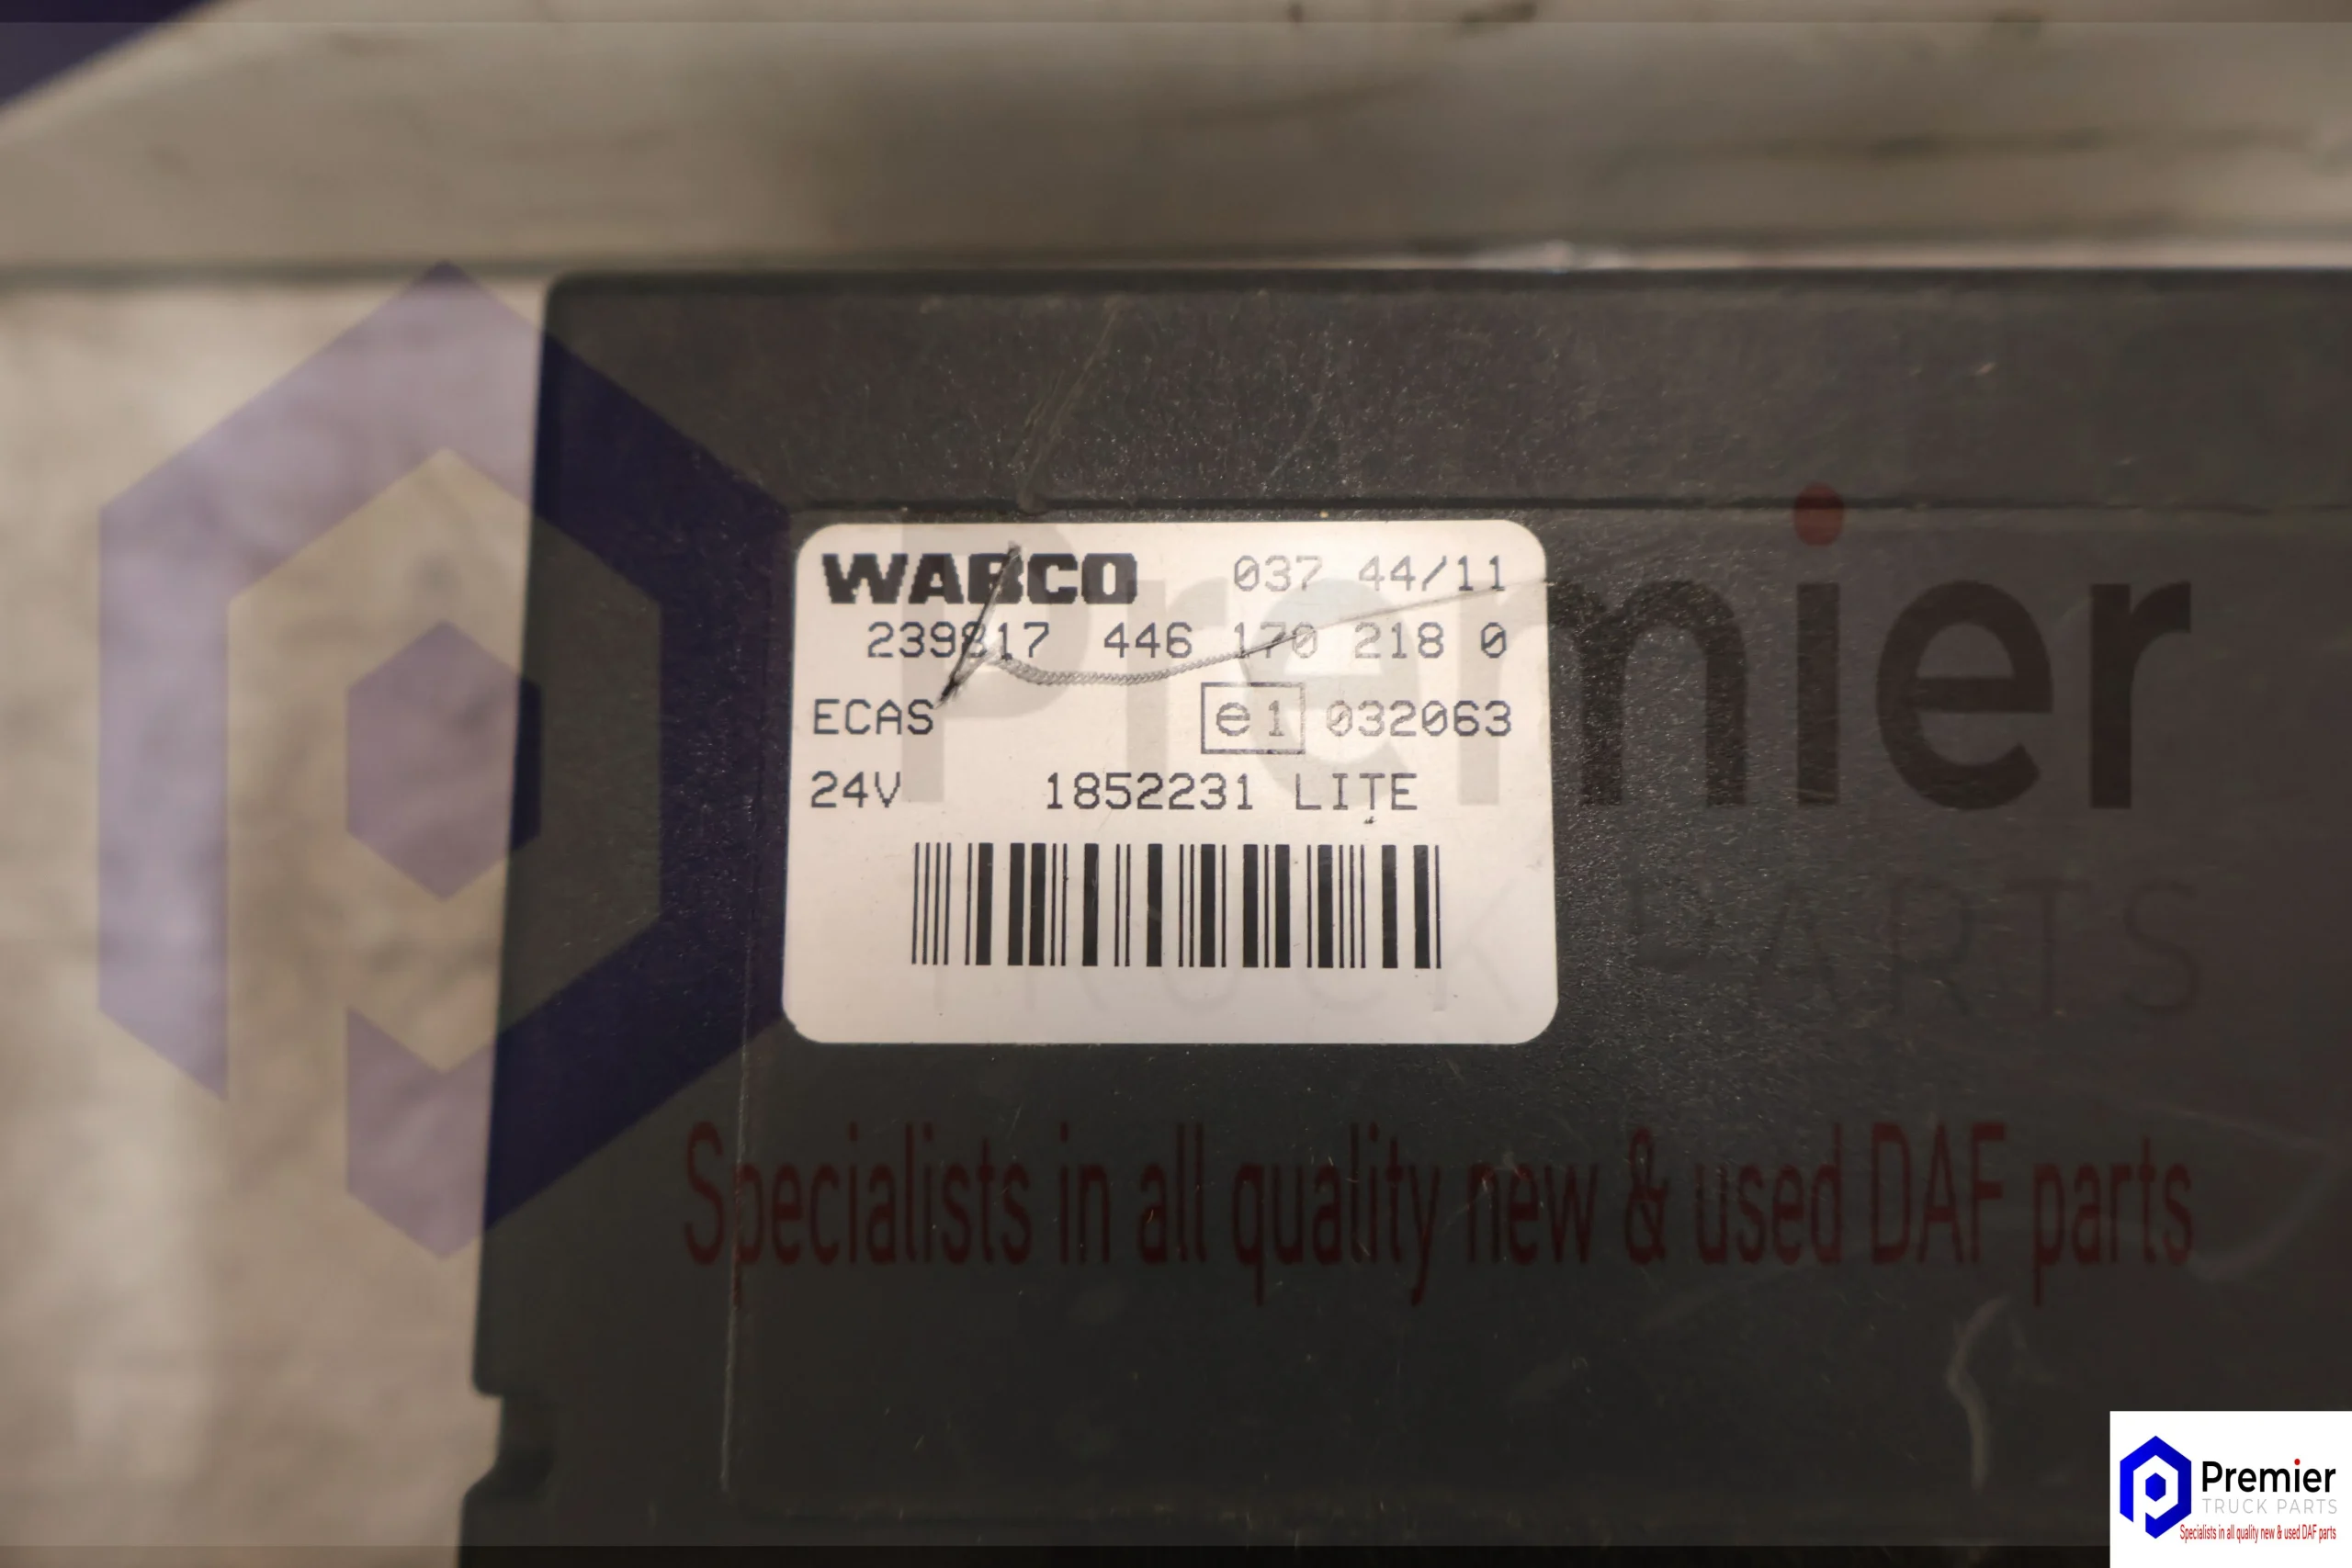 WABCO 037 44/11
239817 446 170 218 0
ECAS e1 032063
24V 1852231 LITE
Premier
TRUCK PARTS
Specialists in all quality new & used DAF parts
Premier
TRUCK PARTS
Specialists in all quality new & used DAF parts